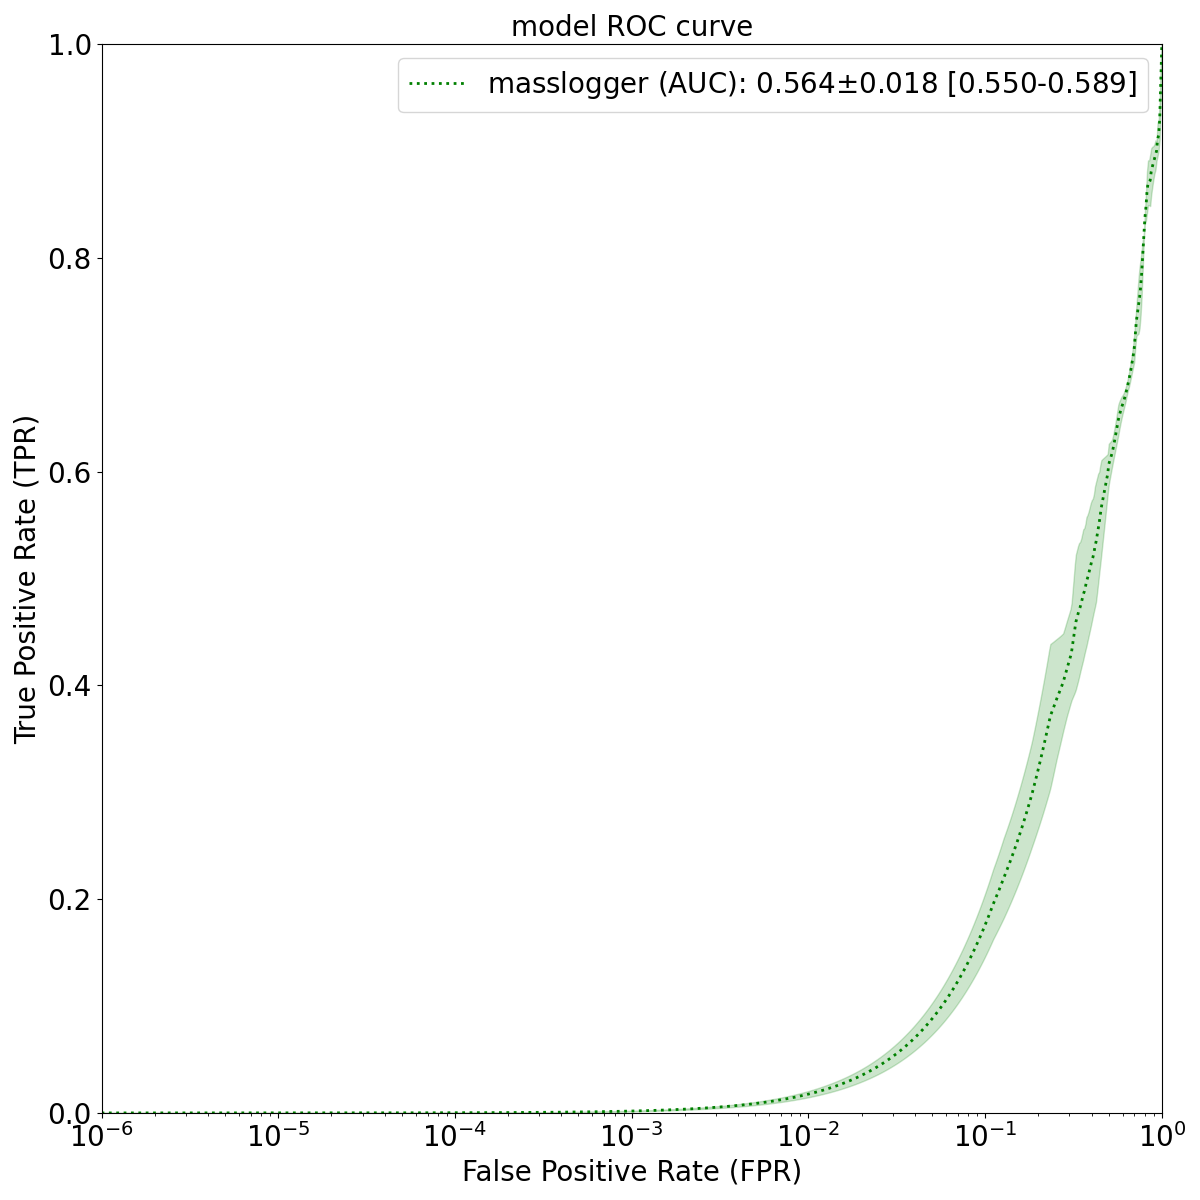 model ROC curve
masslogger (AUC): 0.564±0.018 [0.550-0.589]
1.0
0.8
0.6
0.4
0.2
0.0
True Positive Rate (TPR)
10⁻⁶ 10⁻⁵ 10⁻⁴ 10⁻³ 10⁻² 10⁻¹ 10⁰
False Positive Rate (FPR)